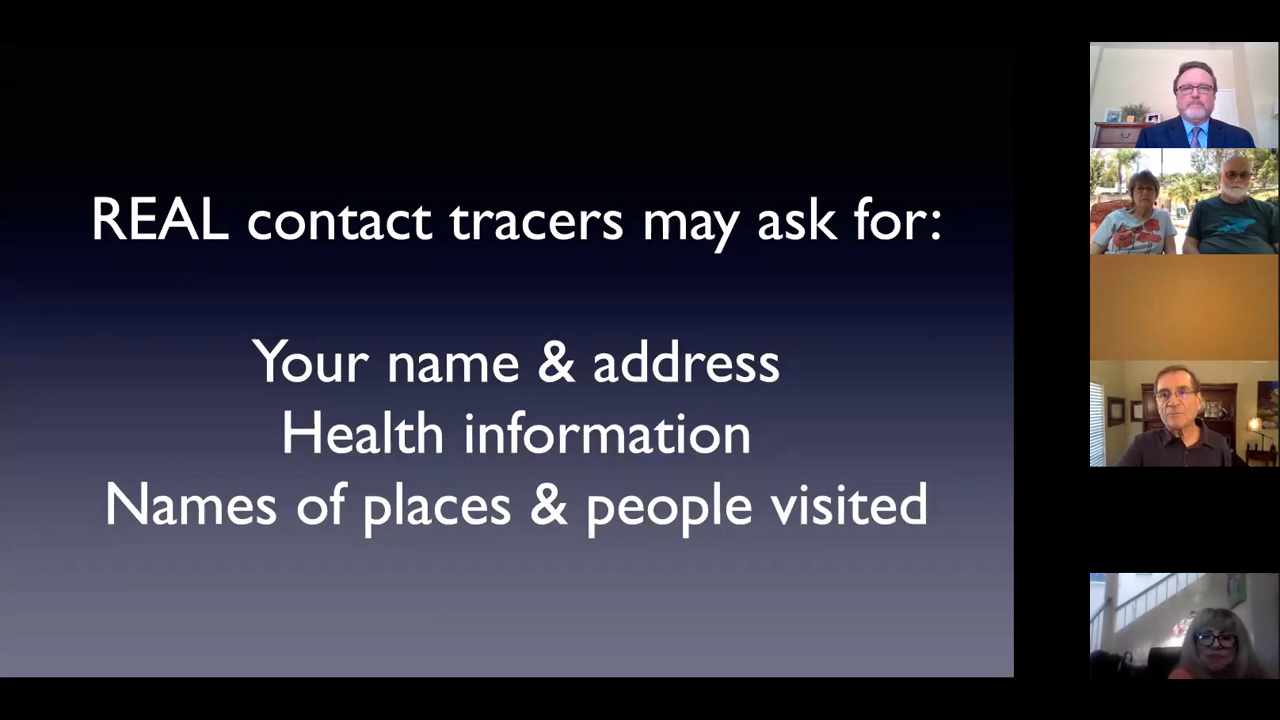 REAL contact tracers may ask for:
Your name & address
Health information
Names of places & people visited